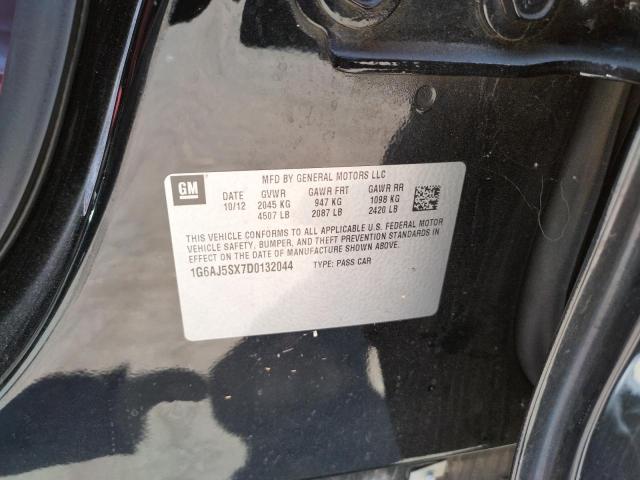 GM
MFD BY GENERAL MOTORS LLC
DATE GVWR GAWR FRT GAWR RR
10/12 2045 KG 947 KG 1098 KG
4507 LB 2087 LB 2420 LB
THIS VEHICLE CONFORMS TO ALL APPLICABLE U.S. FEDERAL MOTOR
VEHICLE SAFETY, BUMPER, AND THEFT PREVENTION STANDARDS IN
EFFECT ON THE DATE OF MANUFACTURE SHOWN ABOVE.
1G6AJ5SX7D0132044 TYPE: PASS CAR